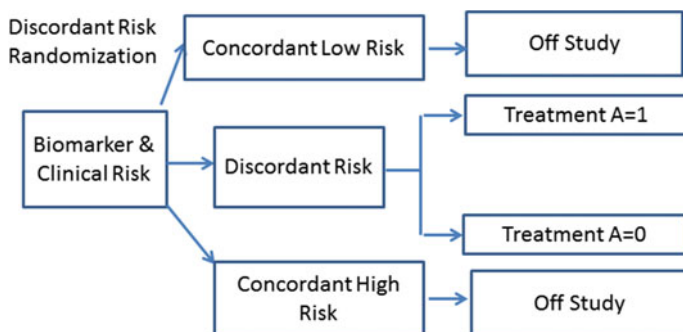 Discordant Risk
Randomization
Concordant Low Risk
Off Study
Biomarker &
Clinical Risk
Discordant Risk
Treatment A=1
Treatment A=0
Concordant High
Risk
Off Study